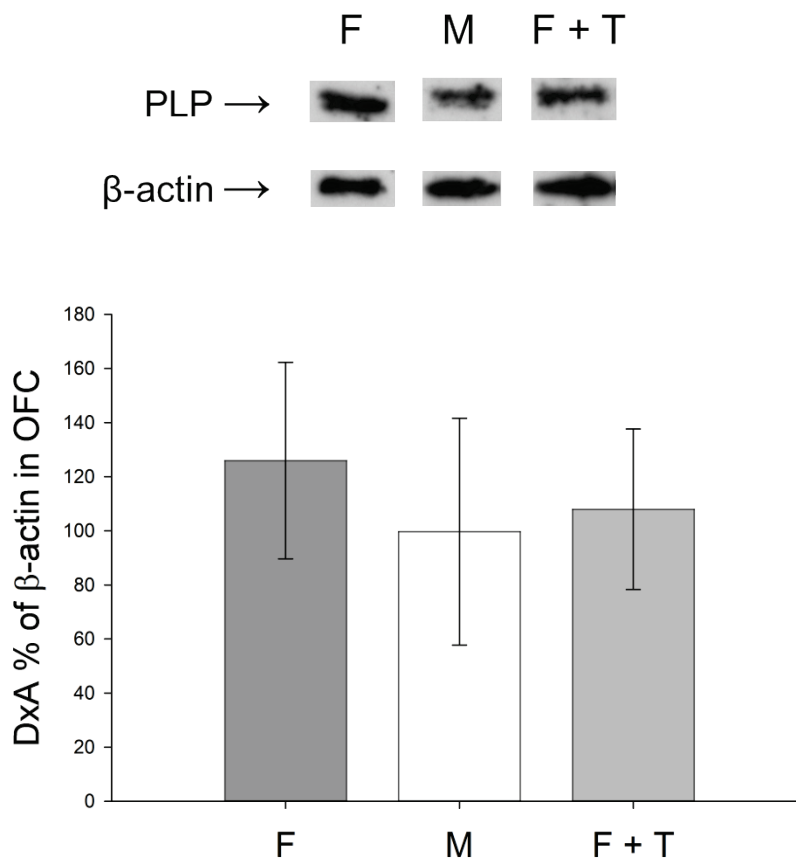 F M F + T
PLP →
β-actin →
DxA % of β-actin in OFC
180
160
140
120
100
80
60
40
20
0
F M F + T